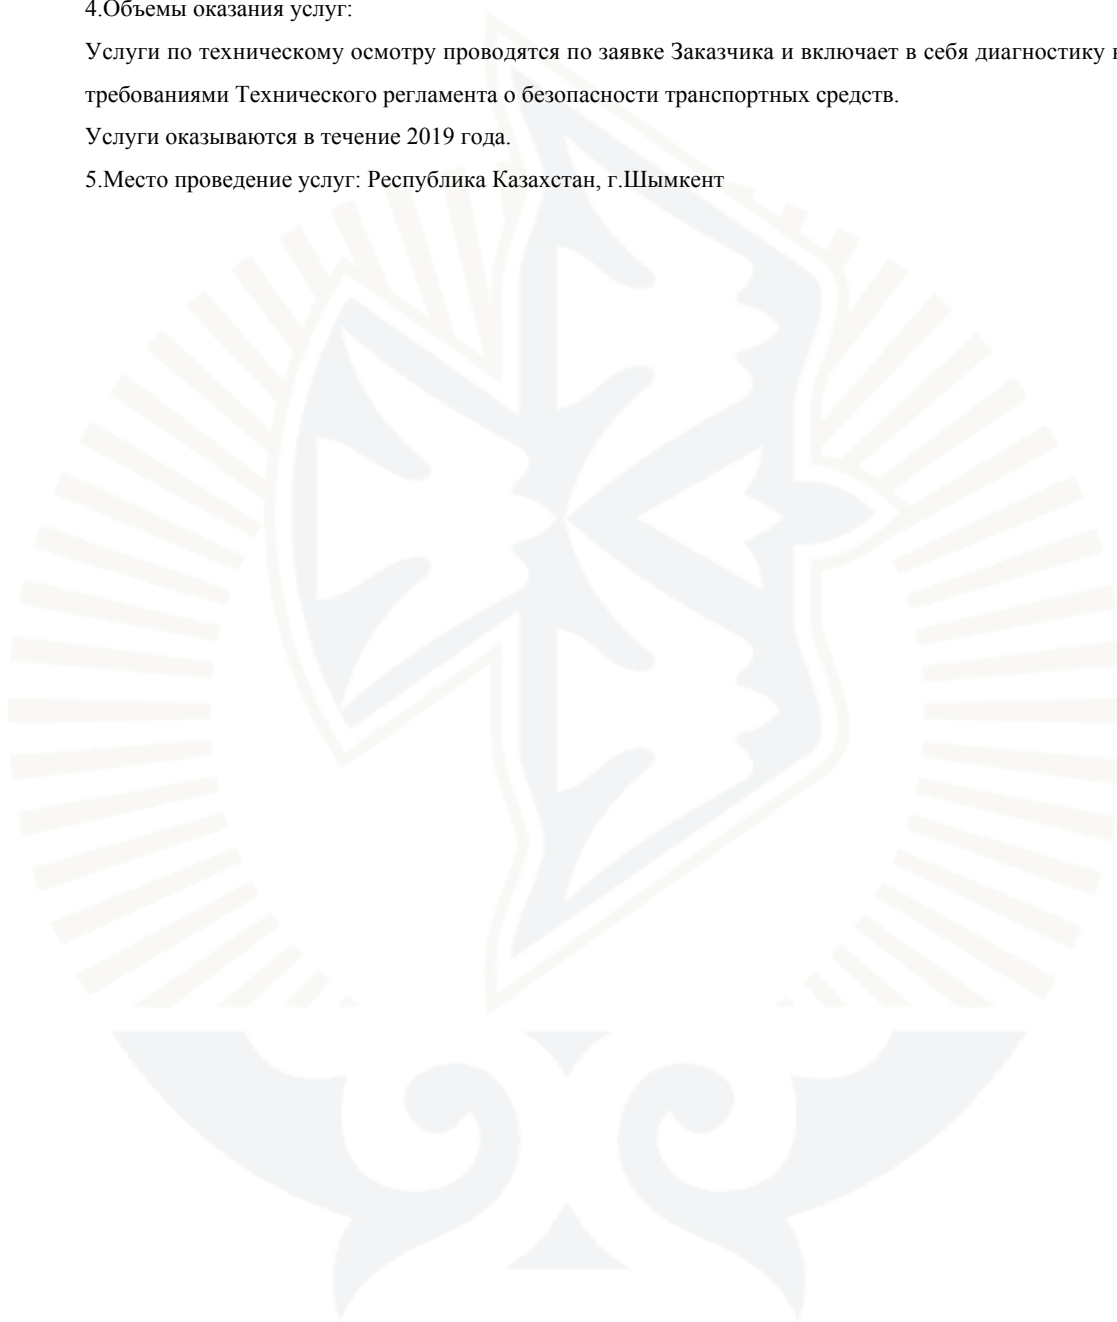 4.Объемы оказания услуг:
Услуги по техническому осмотру проводятся по заявке Заказчика и включает в себя диагностику
требованиями Технического регламента о безопасности транспортных средств.
Услуги оказываются в течение 2019 года.
5.Место проведение услуг: Республика Казахстан, г.Шымкент